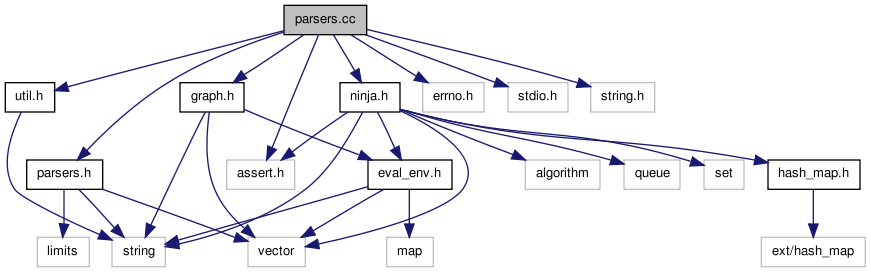 parsers.cc
util.h
graph.h
ninja.h
errno.h
stdio.h
string.h
parsers.h
assert.h
eval_env.h
algorithm
queue
set
hash_map.h
limits
string
vector
map
ext/hash_map